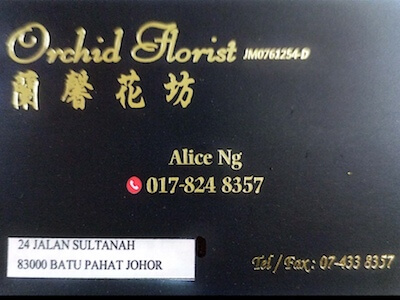 Orchid Florist JM0761254-D
蘭馨花坊
Alice Ng
017-824 8357
24 JALAN SULTANAH
83000 BATU PAHAT JOHOR
Tel / Fax : 07-433 8357